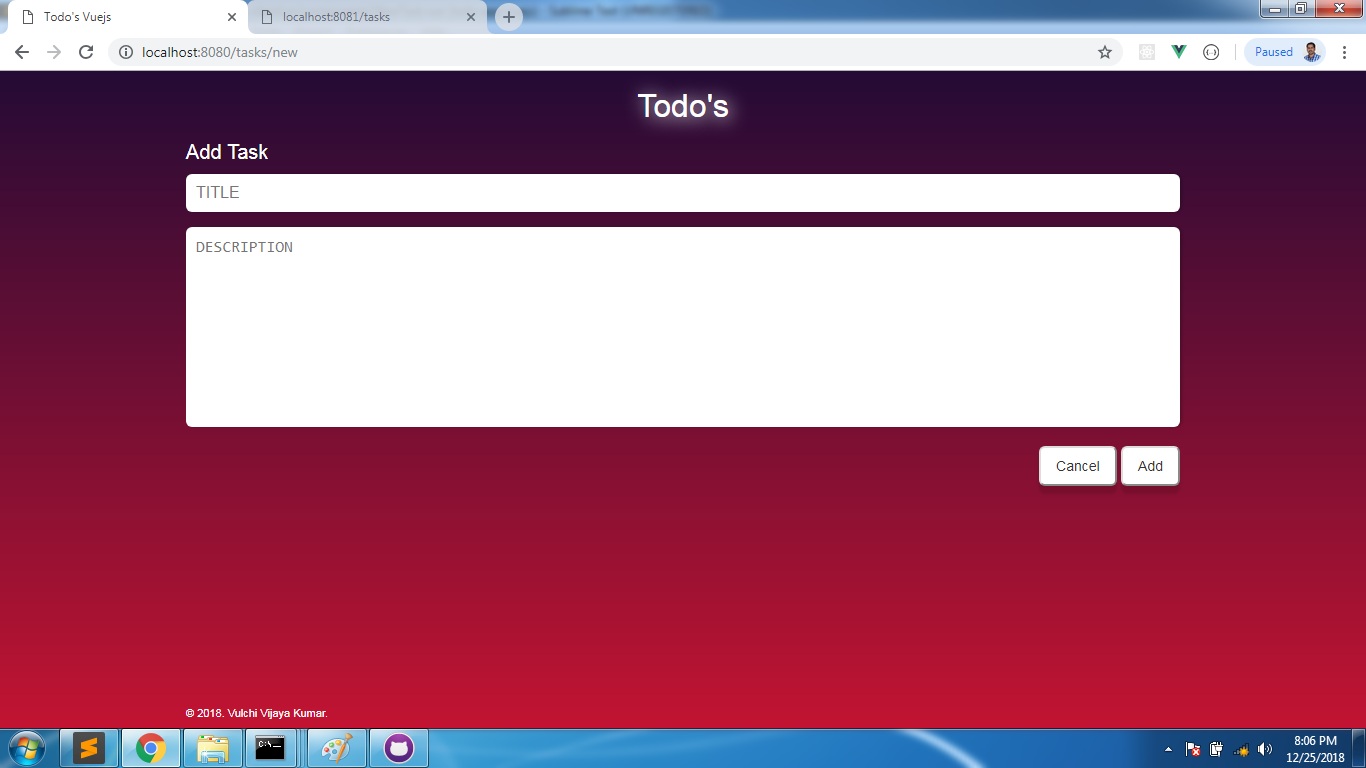 Todo's Vuejs
localhost:8081/tasks
localhost:8080/tasks/new
Paused
Todo's
Add Task
TITLE
DESCRIPTION
Cancel
Add
© 2018. Vulchi Vijaya Kumar.
C:\
8:06 PM
12/25/2018